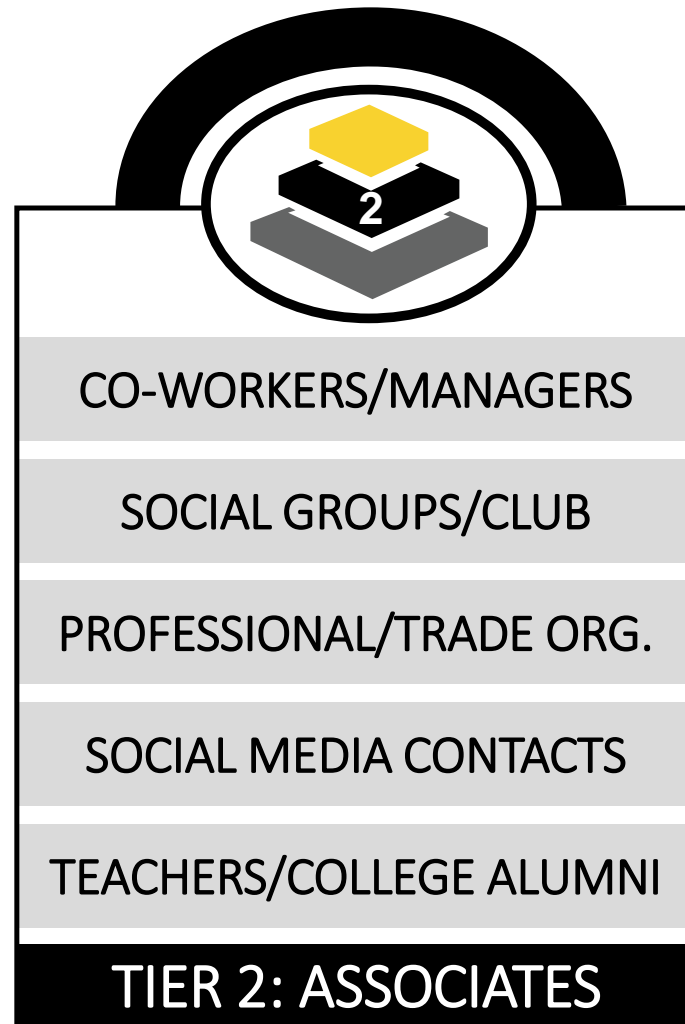 2
CO-WORKERS/MANAGERS
SOCIAL GROUPS/CLUB
PROFESSIONAL/TRADE ORG.
SOCIAL MEDIA CONTACTS
TEACHERS/COLLEGE ALUMNI
TIER 2: ASSOCIATES